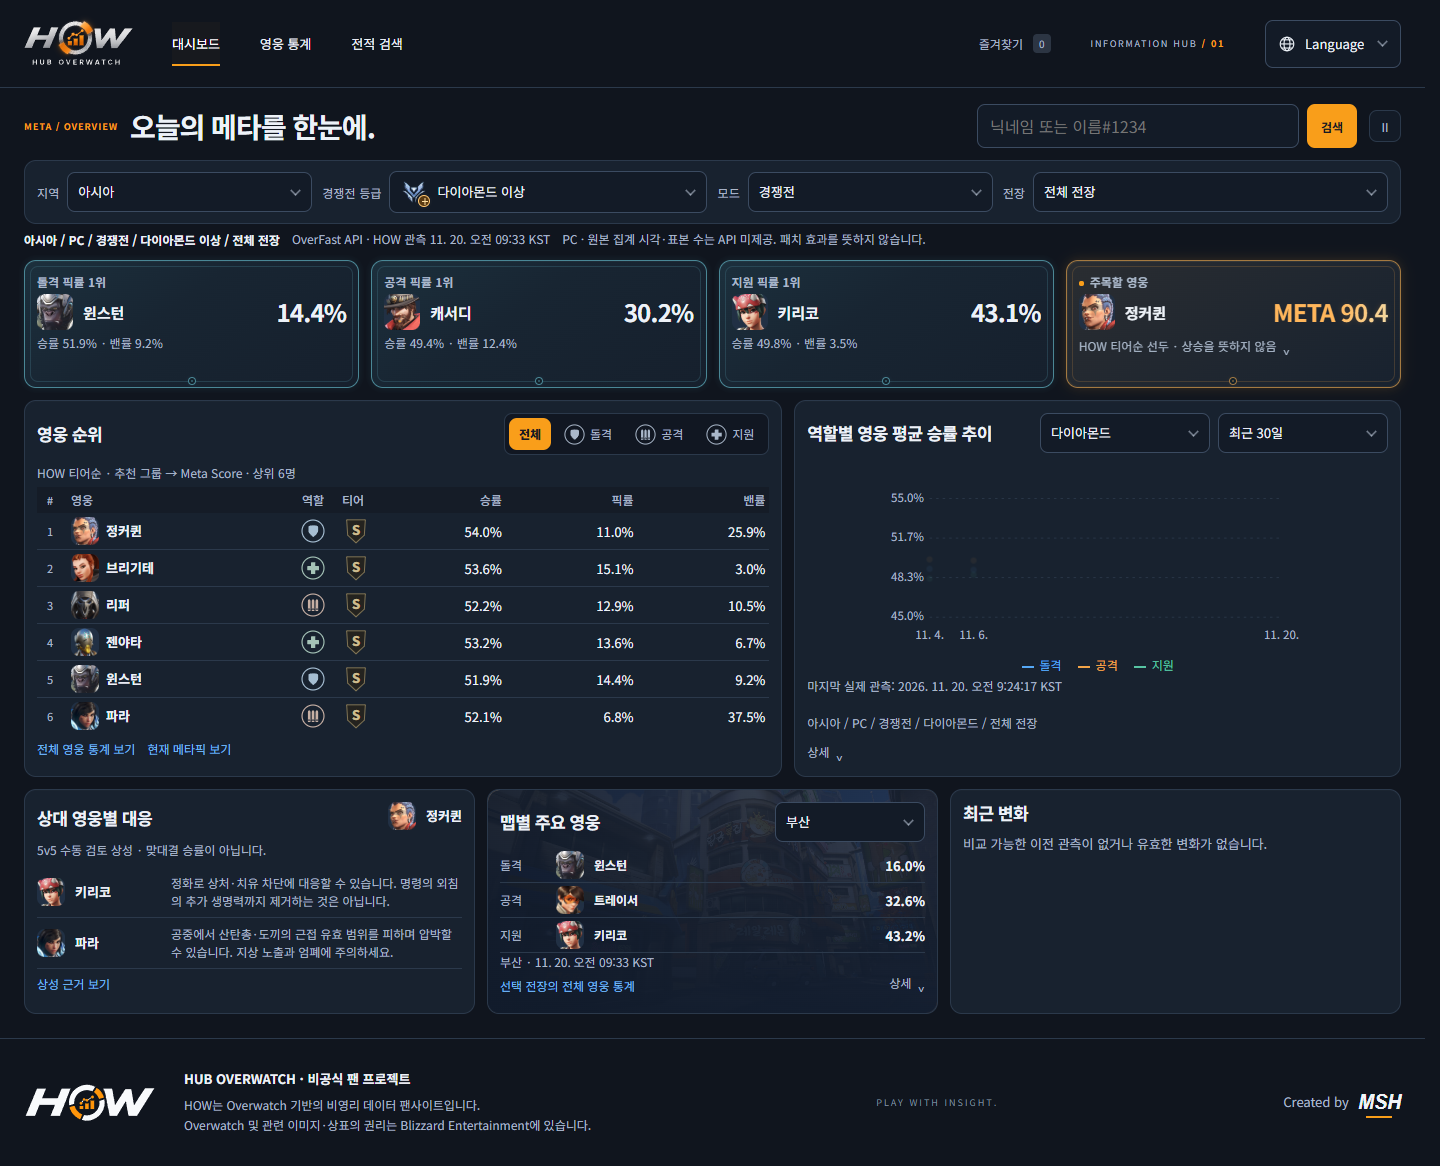 HOW
HUB OVERWATCH
대시보드
영웅 통계
전적 검색
즐겨찾기 0
INFORMATION HUB / 01
Language
META / OVERVIEW
오늘의 메타를 한눈에.
닉네임 또는 이름#1234
검색
지역
아시아
경쟁전 등급
다이아몬드 이상
모드
경쟁전
전장
전체 전장
아시아 / PC / 경쟁전 / 다이아몬드 이상 / 전체 전장 OverFast API · HOW 관측 11. 20. 오전 09:33 KST PC · 원본 집계 시각·표본 수는 API 미제공. 패치 효과를 뜻하지 않습니다.
돌격 픽률 1위
윈스턴
14.4%
승률 51.9% · 밴률 9.2%
공격 픽률 1위
캐서디
30.2%
승률 49.4% · 밴률 12.4%
지원 픽률 1위
키리코
43.1%
승률 49.8% · 밴률 3.5%
주목할 영웅
정커퀸
META 90.4
HOW 티어순 선두 · 상승을 뜻하지 않음
영웅 순위
전체 돌격 공격 지원
HOW 티어순 · 추천 그룹 → Meta Score · 상위 6명
# 영웅 역할 티어 승률 픽률 밴률
1 정커퀸 S 54.0% 11.0% 25.9%
2 브리기테 S 53.6% 15.1% 3.0%
3 리퍼 S 52.2% 12.9% 10.5%
4 젠야타 S 53.2% 13.6% 6.7%
5 윈스턴 S 51.9% 14.4% 9.2%
6 파라 S 52.1% 6.8% 37.5%
전체 영웅 통계 보기 현재 메타픽 보기
역할별 영웅 평균 승률 추이
다이아몬드
최근 30일
55.0%
51.7%
48.3%
45.0%
11. 4. 11. 6. 11. 20.
돌격 공격 지원
마지막 실제 관측: 2026. 11. 20. 오전 9:24:17 KST
아시아 / PC / 경쟁전 / 다이아몬드 / 전체 전장
상세
상대 영웅별 대응
정커퀸
5v5 수동 검토 상성 · 맞대결 승률이 아닙니다.
키리코
정화로 상처·치유 차단에 대응할 수 있습니다. 명령의 외침
의 추가 생명력까지 제거하는 것은 아닙니다.
파라
공중에서 산탄총·도끼의 근접 유효 범위를 피하며 압박할
수 있습니다. 지상 노출과 엄폐에 주의하세요.
상성 근거 보기
맵별 주요 영웅
부산
돌격 윈스턴 16.0%
공격 트레이서 32.6%
지원 키리코 43.2%
부산 · 11. 20. 오전 09:33 KST
선택 전장의 전체 영웅 통계
상세
최근 변화
비교 가능한 이전 관측이 없거나 유효한 변화가 없습니다.
HOW
HUB OVERWATCH · 비공식 팬 프로젝트
HOW는 Overwatch 기반의 비영리 데이터 팬사이트입니다.
Overwatch 및 관련 이미지·상표의 권리는 Blizzard Entertainment에 있습니다.
PLAY WITH INSIGHT.
Created by MSH